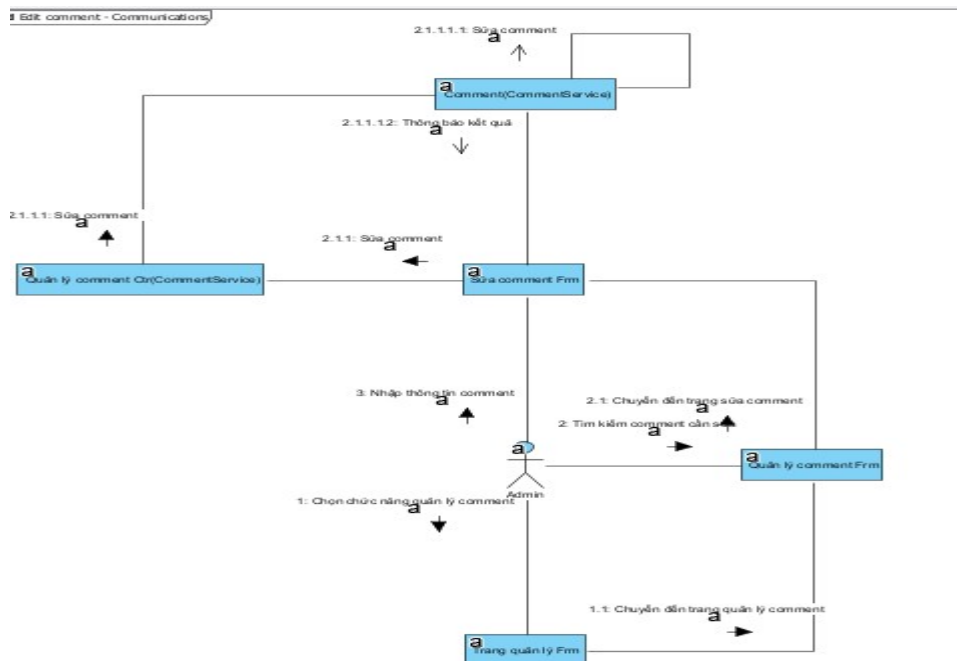 d Edit comment - Communications
2.1.1.1.1: Sửa comment
a
a
Comment(CommentService)
2.1.1.1.2: Thông báo kết quả
a
2.1.1.1: Sửa comment
a
2.1.1: Sửa comment
a
a
Quản lý comment Ctr(CommentService)
a
Sửa comment Frm
3: Nhập thông tin comment
a
2.1: Chuyển đến trang sửa comment
a
2: Tìm kiếm comment cần
a
a
Quản lý comment Frm
a
Admin
1: Chọn chức năng quản lý comment
a
1.1: Chuyển đến trang quản lý comment
a
a
Trang quản lý Frm